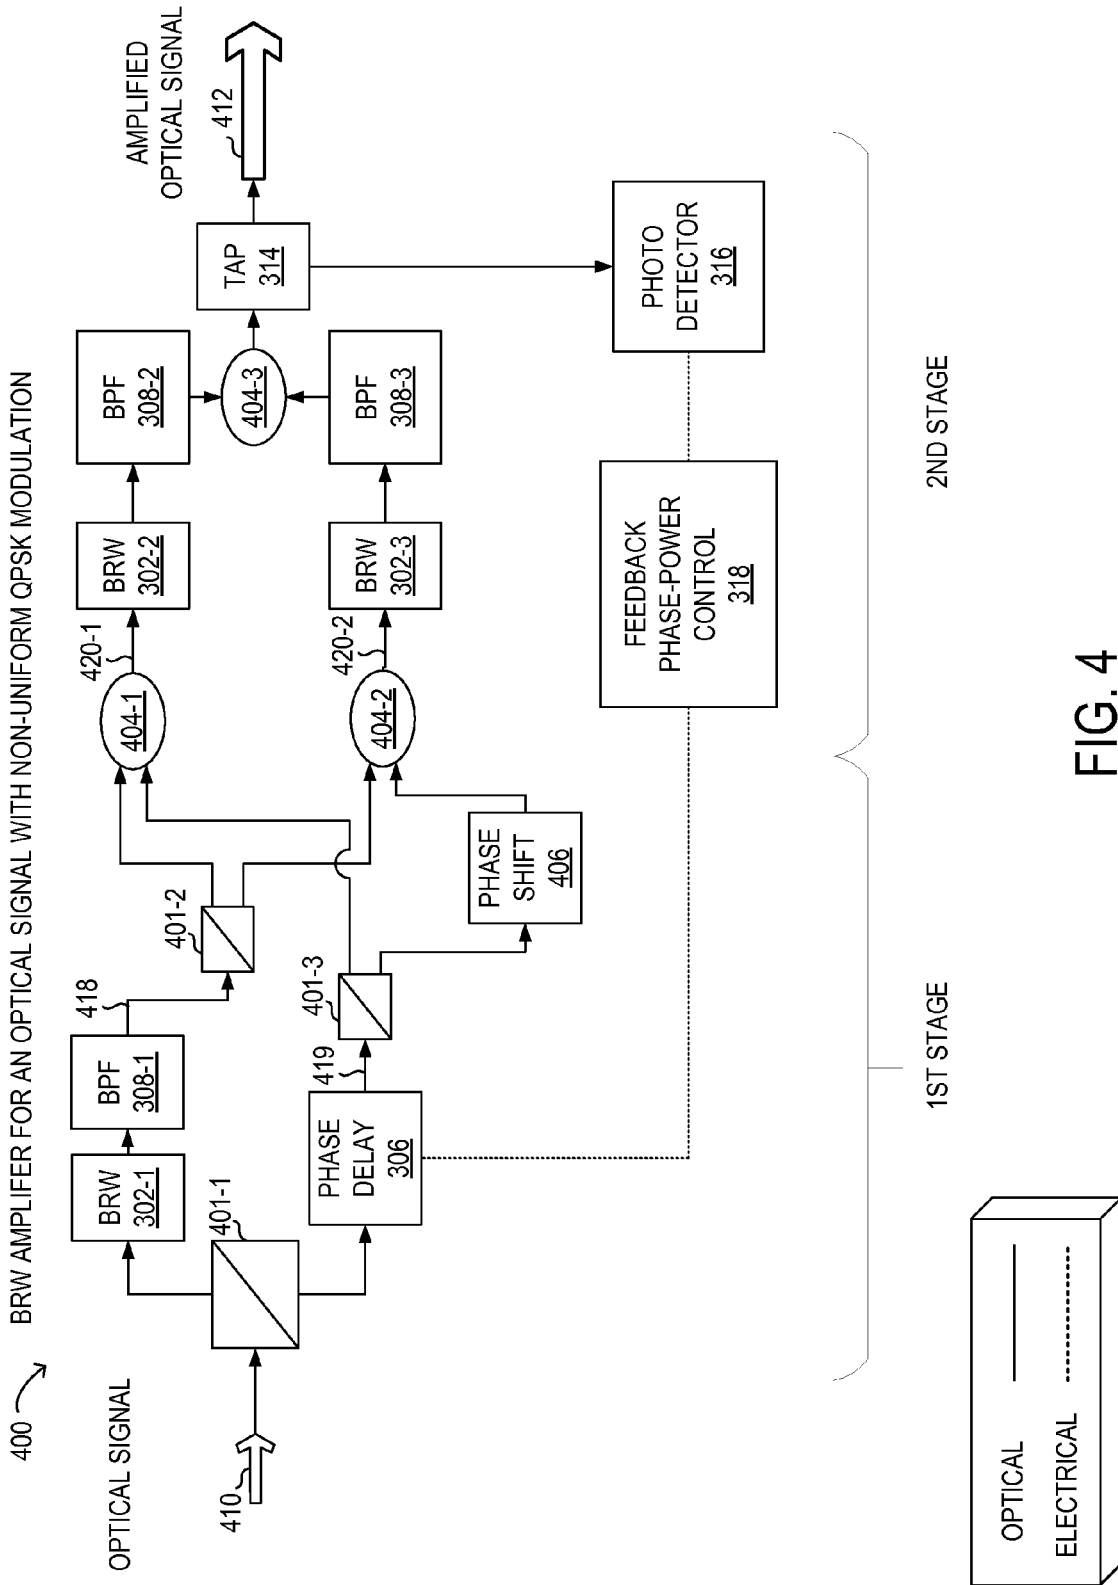 400
BRW AMPLIFER FOR AN OPTICAL SIGNAL WITH NON-UNIFORM QPSK MODULATION
OPTICAL SIGNAL
410
401-1
BRW
302-1
BPF
308-1
418
401-2
PHASE
DELAY
306
419
401-3
PHASE
SHIFT
406
404-1
420-1
404-2
420-2
BRW
302-2
BPF
308-2
BRW
302-3
BPF
308-3
404-3
TAP
314
AMPLIFIED
OPTICAL SIGNAL
412
PHOTO
DETECTOR
316
FEEDBACK
PHASE-POWER
CONTROL
318
1ST STAGE
2ND STAGE
OPTICAL
ELECTRICAL
FIG. 4